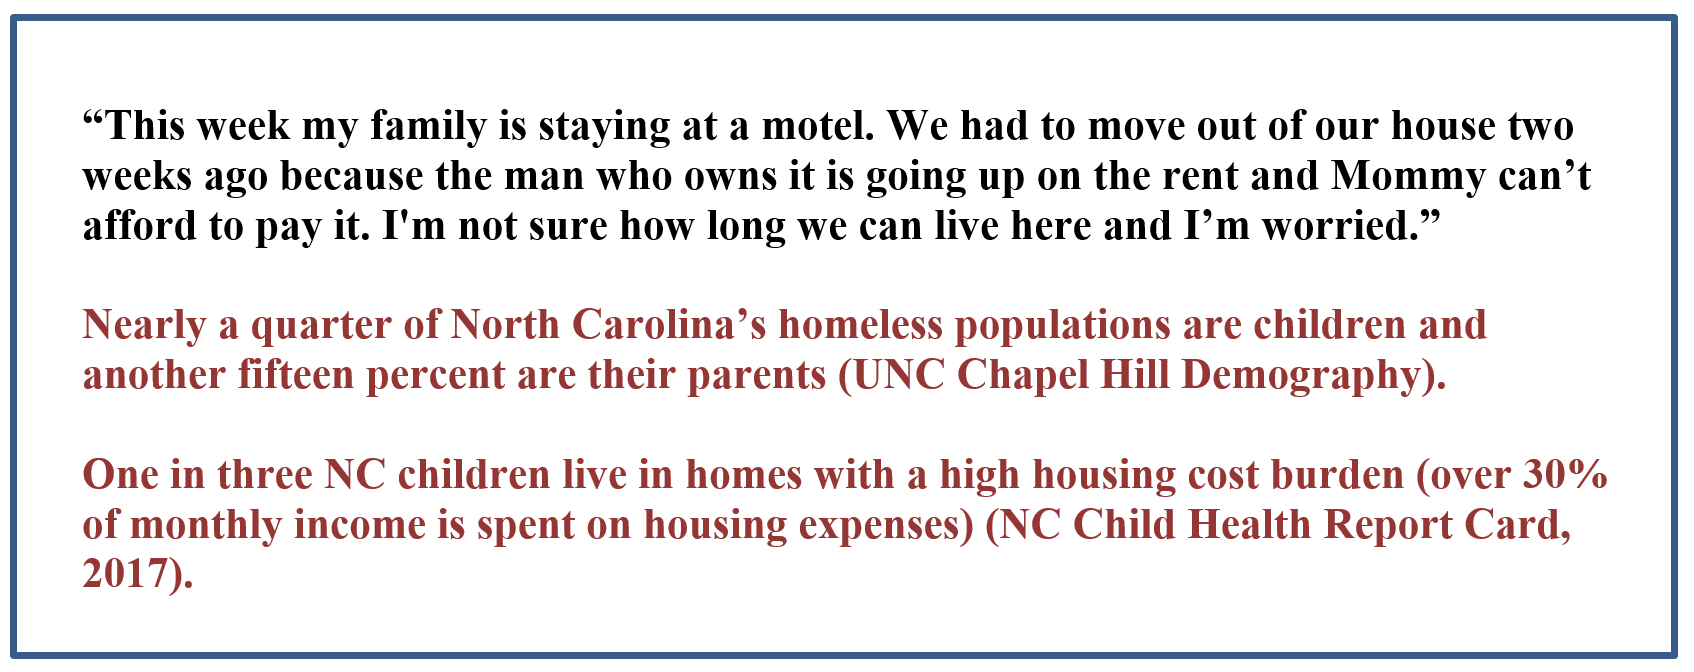 “This week my family is staying at a motel. We had to move out of our house two
weeks ago because the man who owns it is going up on the rent and Mommy can’t
afford to pay it. I'm not sure how long we can live here and I’m worried.”
Nearly a quarter of North Carolina’s homeless populations are children and
another fifteen percent are their parents (UNC Chapel Hill Demography).
One in three NC children live in homes with a high housing cost burden (over 30%
of monthly income is spent on housing expenses) (NC Child Health Report Card,
2017).